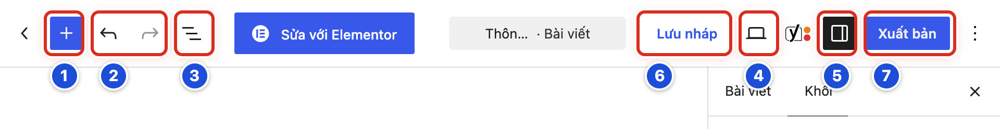 Sửa với Elementor
Thôn... · Bài viết
Lưu nháp
Xuất bản
1 2 3 6 4 5 7
Bài viết Khối